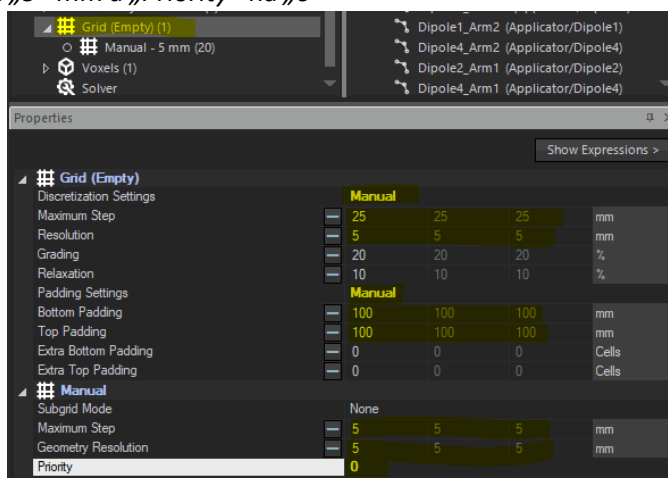 „5“ mm a „Priority“ na „0“
Grid (Empty) (1)
Manual - 5 mm (20)
Voxels (1)
Solver
Dipole1_Arm2 (Applicator/Dipole1)
Dipole4_Arm2 (Applicator/Dipole4)
Dipole2_Arm1 (Applicator/Dipole2)
Dipole4_Arm1 (Applicator/Dipole4)
Properties
Show Expressions >
Grid (Empty)
Discretization Settings Manual
Maximum Step 25 25 25 mm
Resolution 5 5 5 mm
Grading 20 20 20 %
Relaxation 10 10 10 %
Padding Settings Manual
Bottom Padding 100 100 100 mm
Top Padding 100 100 100 mm
Extra Bottom Padding 0 0 0 Cells
Extra Top Padding 0 0 0 Cells
Manual
Subgrid Mode None
Maximum Step 5 5 5 mm
Geometry Resolution 5 5 5 mm
Priority 0